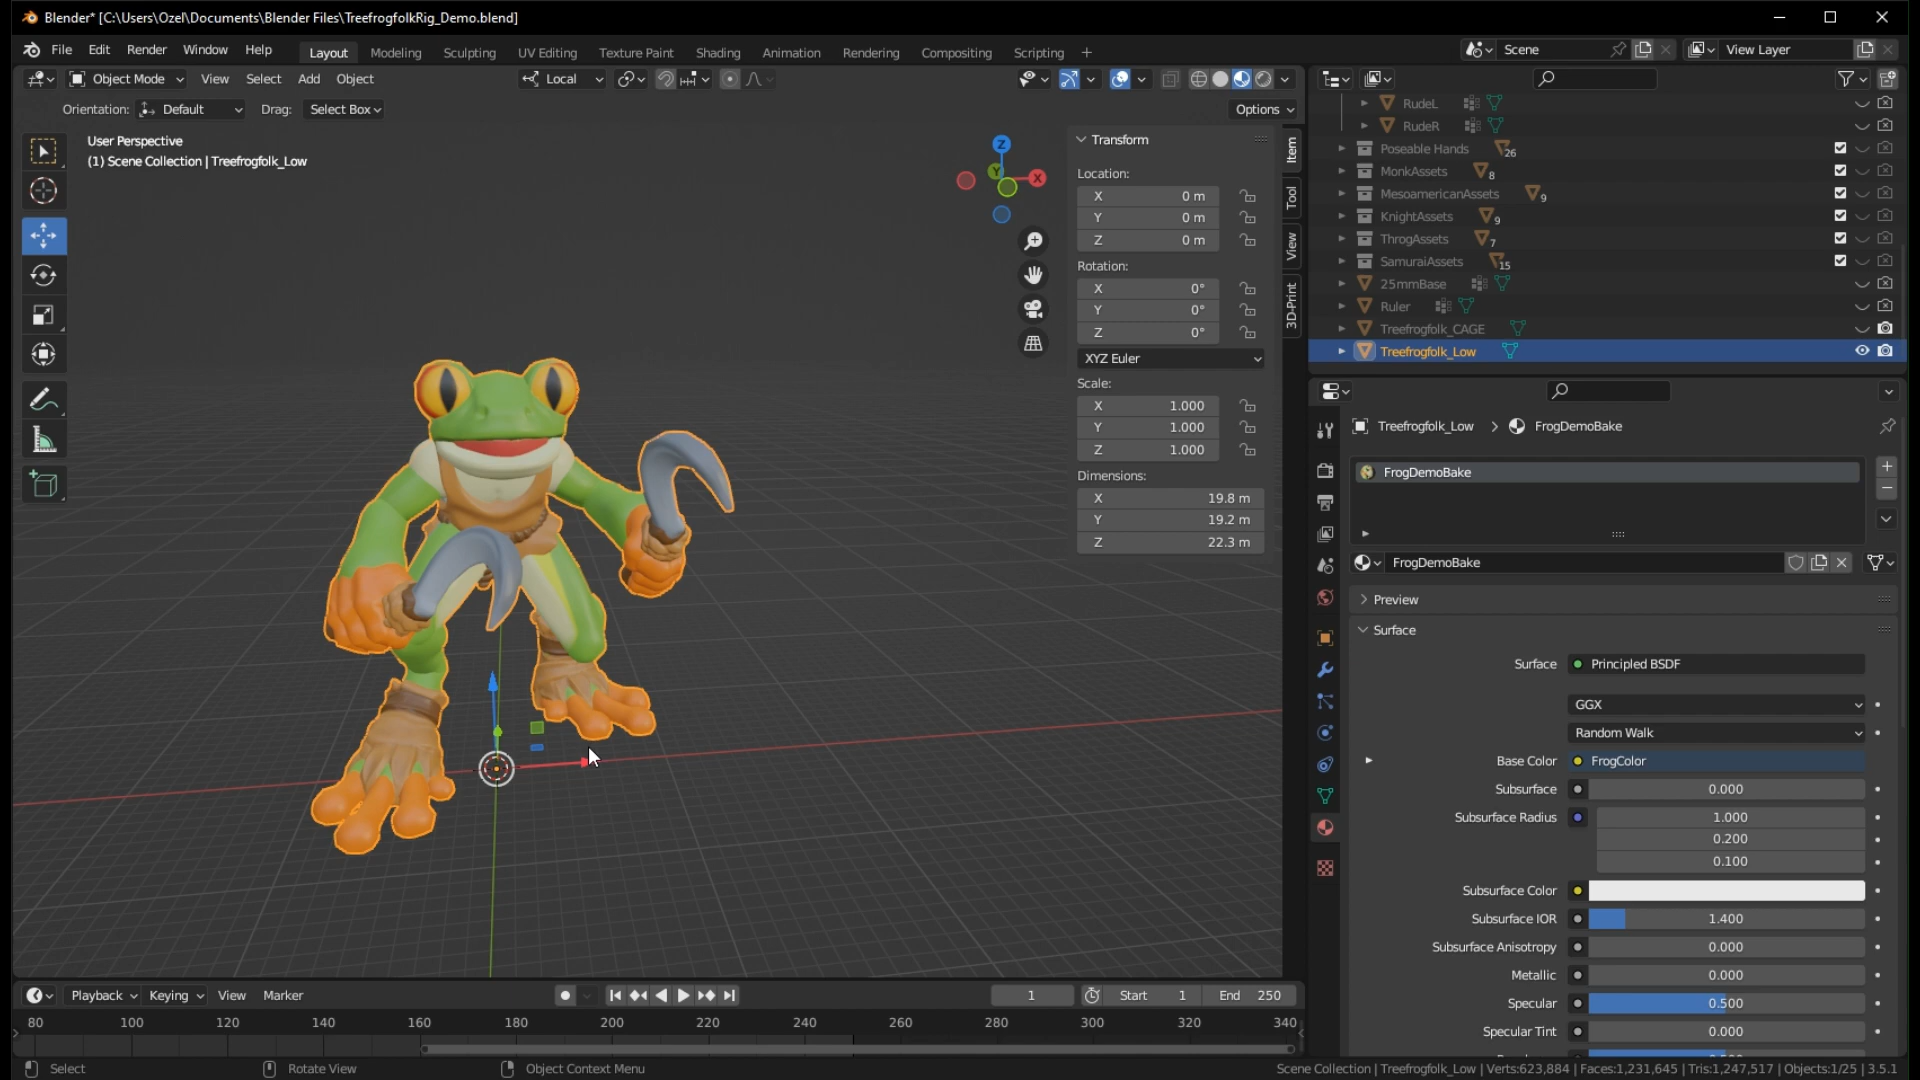 Blender* [C:\Users\Ozel\Documents\Blender Files\TreefrogfolkRig_Demo.blend]
File Edit Render Window Help Layout Modeling Sculpting UV Editing Texture Paint Shading Animation Rendering Compositing Scripting + Scene View Layer
Object Mode View Select Add Object Local
Orientation: Default Drag: Select Box Options
User Perspective
(1) Scene Collection | Treefrogfolk_Low
Z
Y
X
Transform
Location:
X 0 m
Y 0 m
Z 0 m
Rotation:
X 0°
Y 0°
Z 0°
XYZ Euler
Scale:
X 1.000
Y 1.000
Z 1.000
Dimensions:
X 19.8 m
Y 19.2 m
Z 22.3 m
Item
Tool
View
3D-Print
RudeL
RudeR
Poseable Hands 26
MonkAssets 8
MesoamericanAssets 9
KnightAssets 9
ThrogAssets 7
SamuraiAssets 15
25mmBase
Ruler
Treefrogfolk_CAGE
Treefrogfolk_Low
Treefrogfolk_Low > FrogDemoBake
FrogDemoBake
FrogDemoBake
Preview
Surface
Surface Principled BSDF
GGX
Random Walk
Base Color FrogColor
Subsurface 0.000
Subsurface Radius 1.000
0.200
0.100
Subsurface Color
Subsurface IOR 1.400
Subsurface Anisotropy 0.000
Metallic 0.000
Specular 0.500
Specular Tint 0.000
Playback Keying View Marker 1 Start 1 End 250
80 100 120 140 160 180 200 220 240 260 280 300 320 340
Select Rotate View Object Context Menu
Scene Collection | Treefrogfolk_Low | Verts:623,884 | Faces:1,231,645 | Tris:1,247,517 | Objects:1/25 | 3.5.1